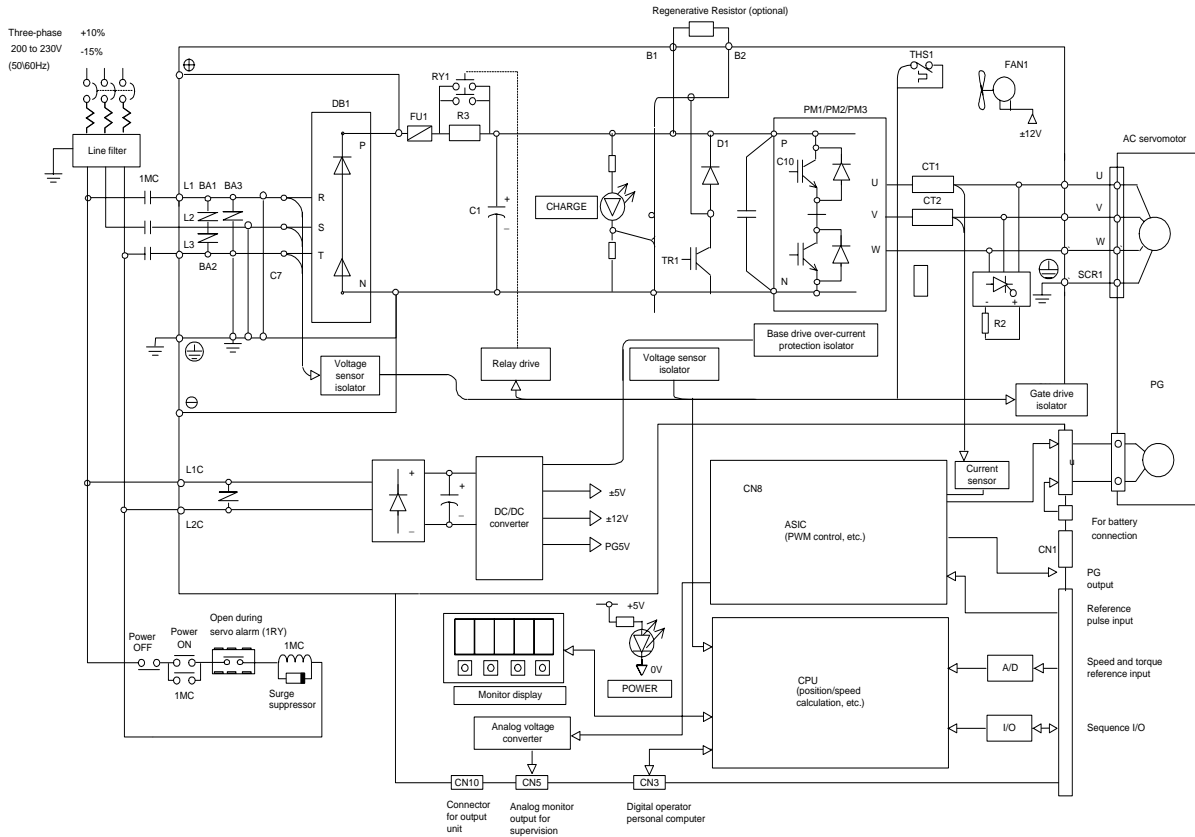 Regenerative Resistor (optional)
Three-phase +10%
200 to 230V -15%
(50\60Hz)
B1 B2
THS1
FAN1
±12V
RY1
DB1
FU1
R3
PM1/PM2/PM3
AC servomotor
Line filter
P
D1
P
C10
CT1
U
U
1MC
L1 BA1 BA3
R
CHARGE
C1
+
–
CT2
V
V
L2
S
W
W
L3
T
TR1
BA2
C7
N
N
SCR1
- +
R2
Base drive over-current
protection isolator
Voltage
sensor
isolator
Relay drive
Voltage sensor
isolator
Gate drive
isolator
PG
L1C
L2C
+
–
+
–
DC/DC
converter
±5V
±12V
PG5V
CN8
ASIC
(PWM control, etc.)
Current
sensor
u
For battery
connection
CN1
PG
output
Reference
pulse input
Power
OFF
Power
ON
Open during
servo alarm (1RY)
1MC
1MC
Surge
suppressor
+5V
0V
POWER
Monitor display
CPU
(position/speed
calculation, etc.)
A/D
Speed and torque
reference input
I/O
Sequence I/O
Analog voltage
converter
CN10
CN5
CN3
Connector
for output
unit
Analog monitor
output for
supervision
Digital operator
personal computer